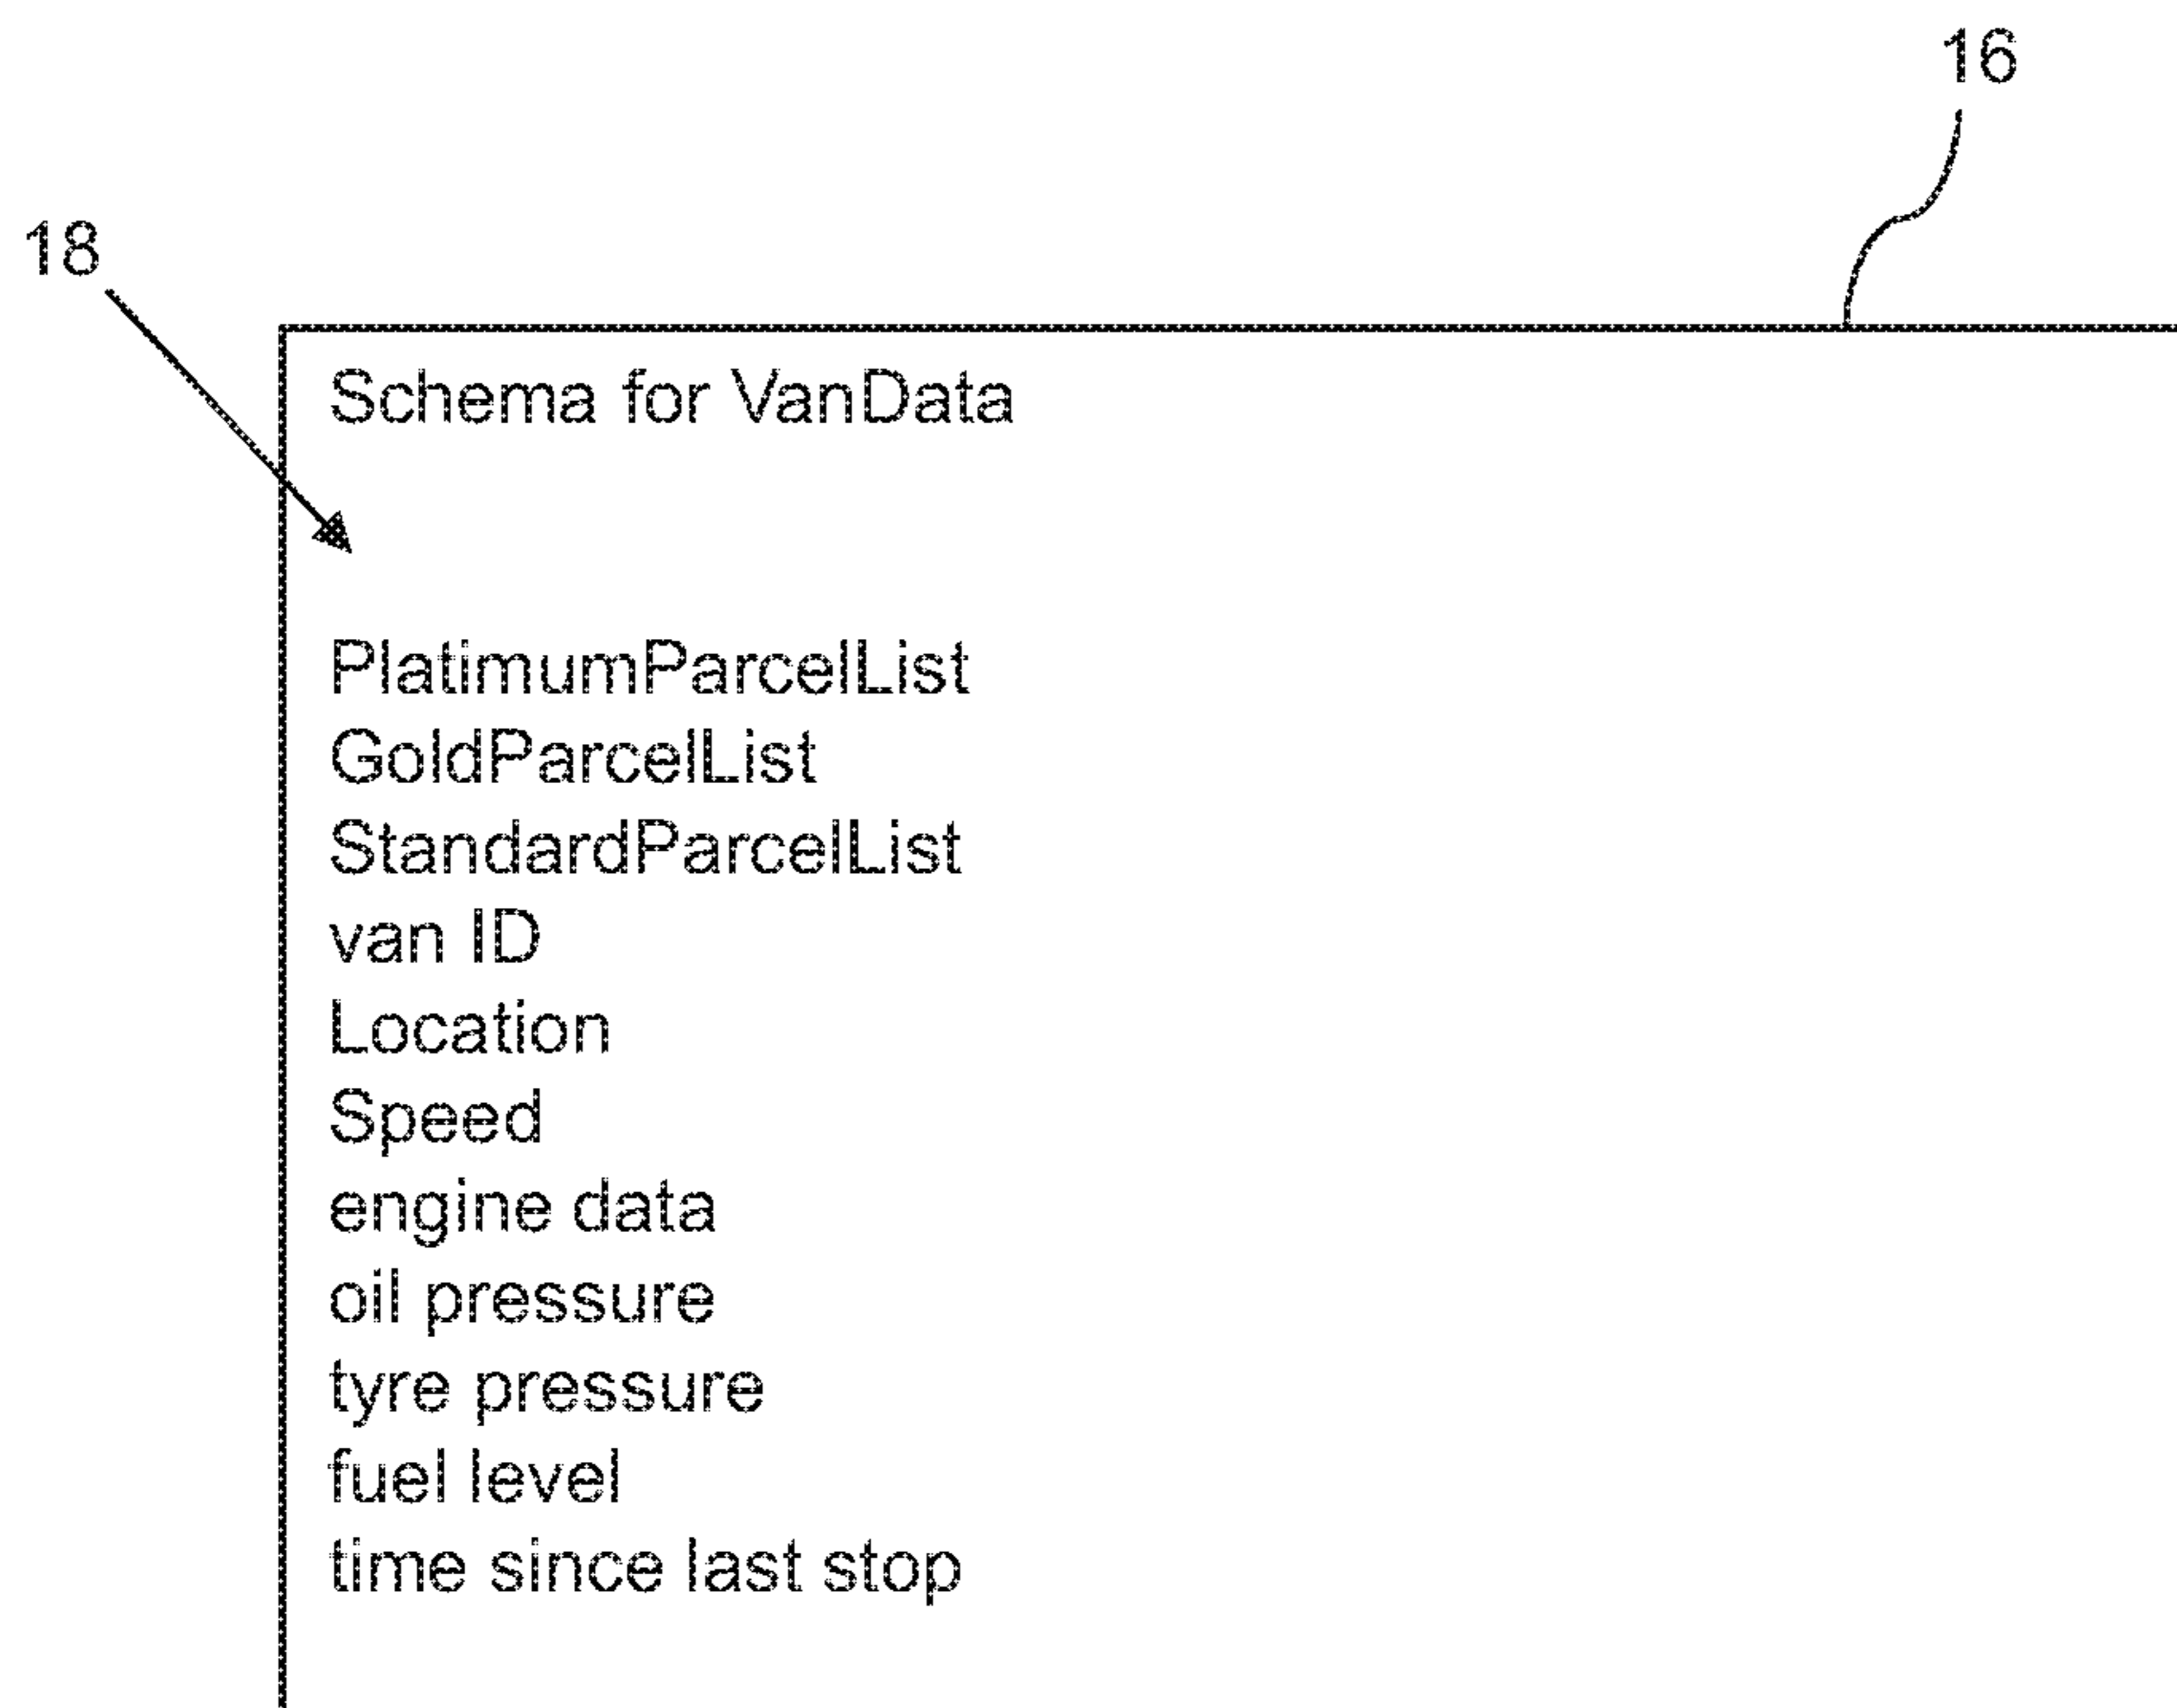 16
18
Schema for VanData
PlatimumParcelList
GoldParcelList
StandardParcelList
van ID
Location
Speed
engine data
oil pressure
tyre pressure
fuel level
time since last stop